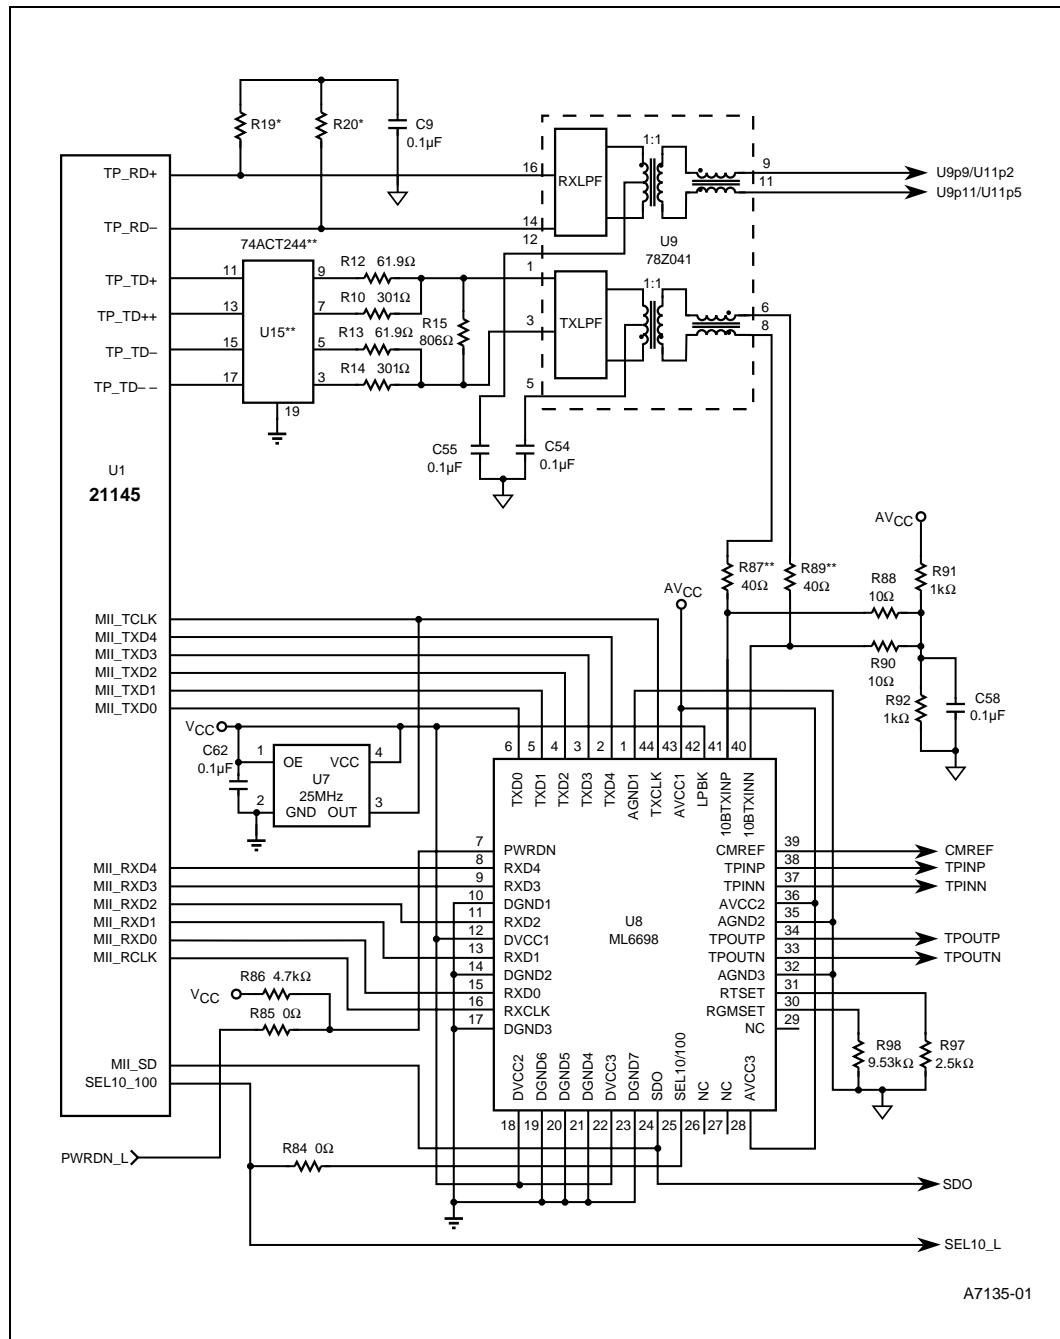 R19*
R20*
C9
0.1µF
TP_RD+
16
RXLPF
1:1
9
U9p9/U11p2
11
U9p11/U11p5
TP_RD–
14
12
U9
78Z041
74ACT244**
TP_TD+
11
9
R12 61.9Ω
1
TXLPF
1:1
6
8
TP_TD++
13
7
R10 301Ω
R15
806Ω
3
TP_TD–
15
U15**
5
R13 61.9Ω
TP_TD– –
17
3
R14 301Ω
5
19
C55
0.1µF
C54
0.1µF
U1
21145
AVCC
R87**
40Ω
R89**
40Ω
R88
10Ω
R91
1kΩ
AVCC
R90
10Ω
R92
1kΩ
C58
0.1µF
MII_TCLK
MII_TXD4
MII_TXD3
MII_TXD2
MII_TXD1
MII_TXD0
VCC
C62
0.1µF
1
OE
VCC
4
U7
25MHz
2
GND OUT
3
6 5 4 3 2 1 44 43 42 41 40
TXD0
TXD1
TXD2
TXD3
TXD4
AGND1
TXCLK
AVCC1
LPBK
10BTXINP
10BTXINN
7
PWRDN
CMREF
39
CMREF
MII_RXD4
8
RXD4
TPINP
38
TPINP
MII_RXD3
9
RXD3
TPINN
37
TPINN
MII_RXD2
10
DGND1
AVCC2
36
MII_RXD1
11
RXD2
AGND2
35
U8
ML6698
MII_RXD0
12
DVCC1
TPOUTP
34
TPOUTP
MII_RCLK
13
RXD1
TPOUTN
33
TPOUTN
14
DGND2
AGND3
32
R86 4.7kΩ
VCC
15
RXD0
RTSET
31
R85 0Ω
16
RXCLK
RGMSET
30
17
DGND3
NC
29
R98
9.53kΩ
R97
2.5kΩ
MII_SD
SEL10_100
DVCC2
DGND6
DGND5
DGND4
DVCC3
DGND7
SDO
SEL10/100
NC
NC
AVCC3
18 19 20 21 22 23 24 25 26 27 28
PWRDN_L
R84 0Ω
SDO
SEL10_L
A7135-01